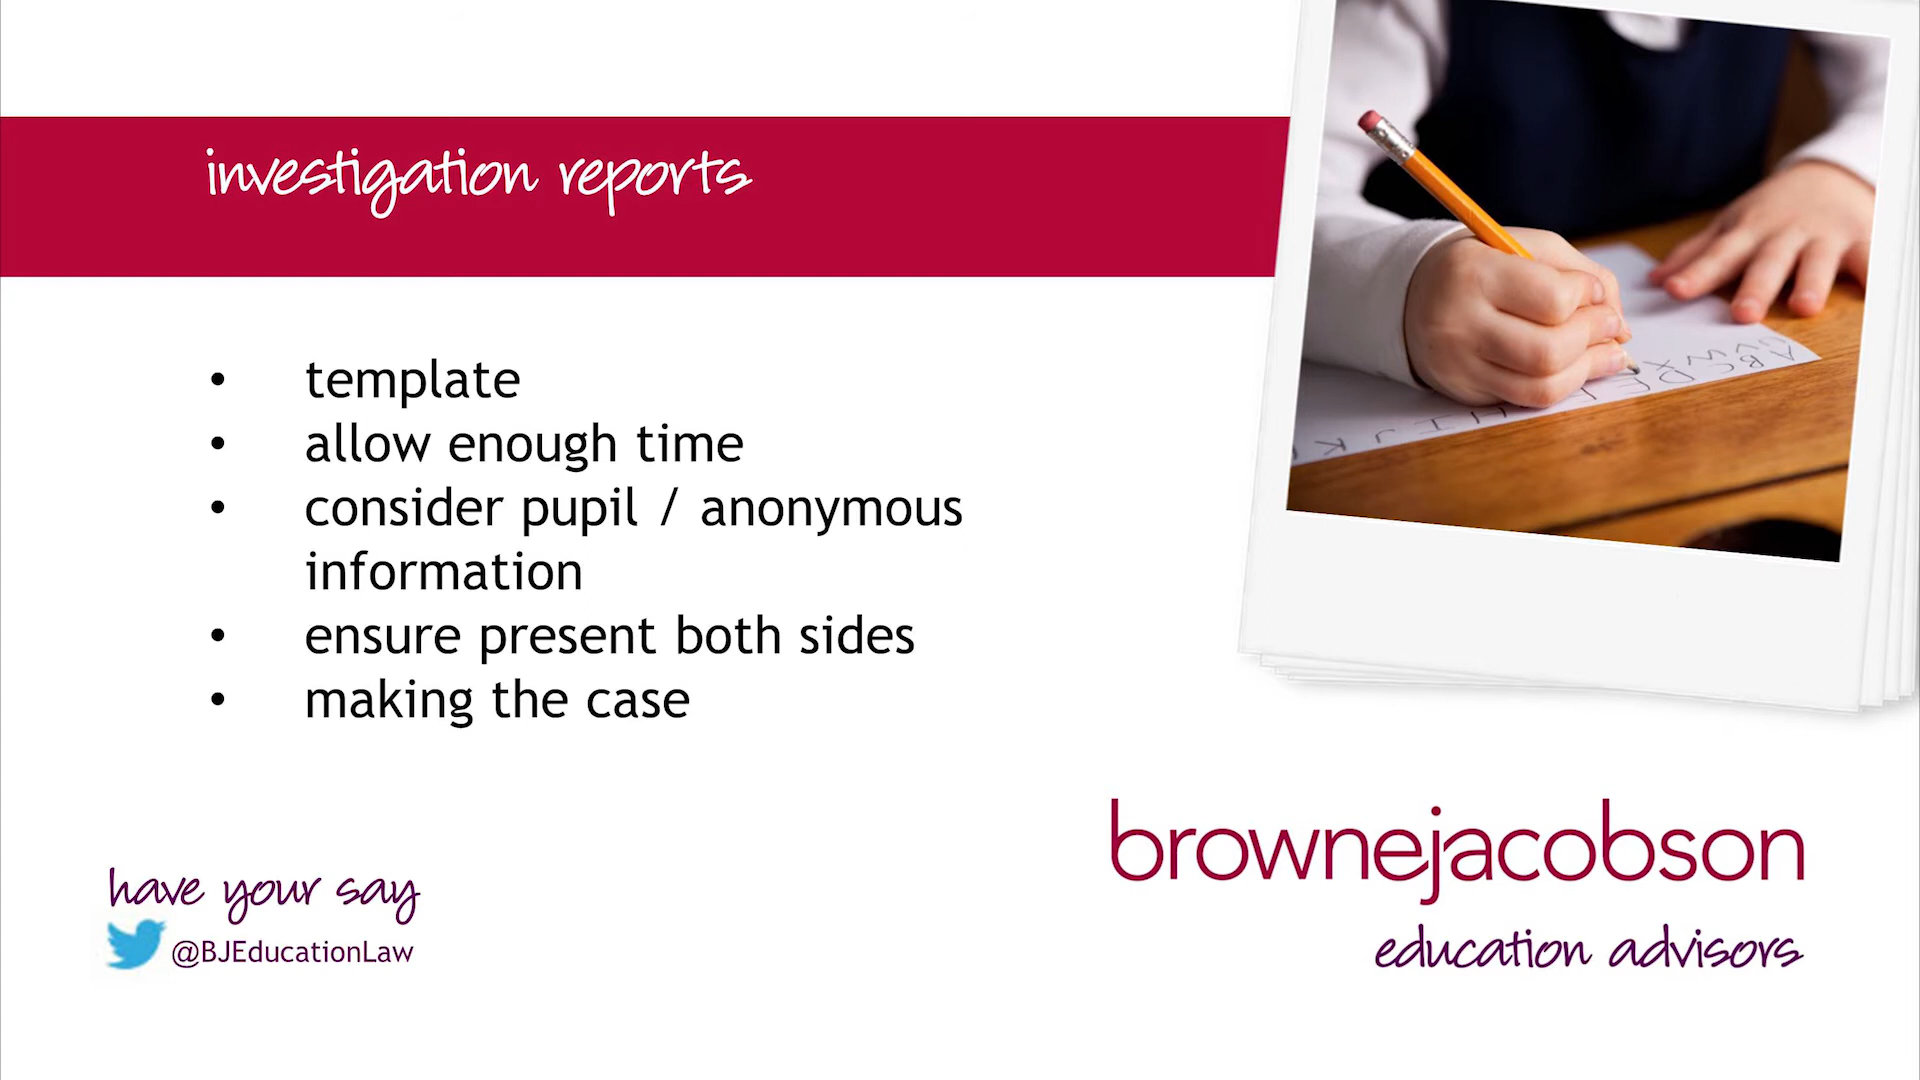 investigation reports
• template
• allow enough time
• consider pupil / anonymous
information
• ensure present both sides
• making the case
A B C D E F
G V W X
H I J K
have your say
@BJEducationLaw
brownejacobson
education advisors